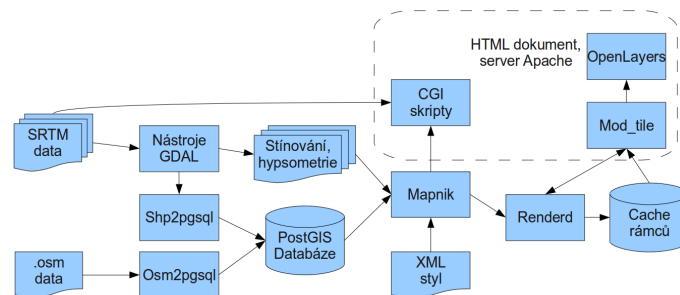 HTML dokument,
server Apache
OpenLayers
CGI
skripty
Mod_tile
SRTM
data
Nástroje
GDAL
Stínování,
hypsometrie
Mapnik
Renderd
Cache
rámců
Shp2pgsql
PostGIS
Databáze
.osm
data
Osm2pgsql
XML
styl